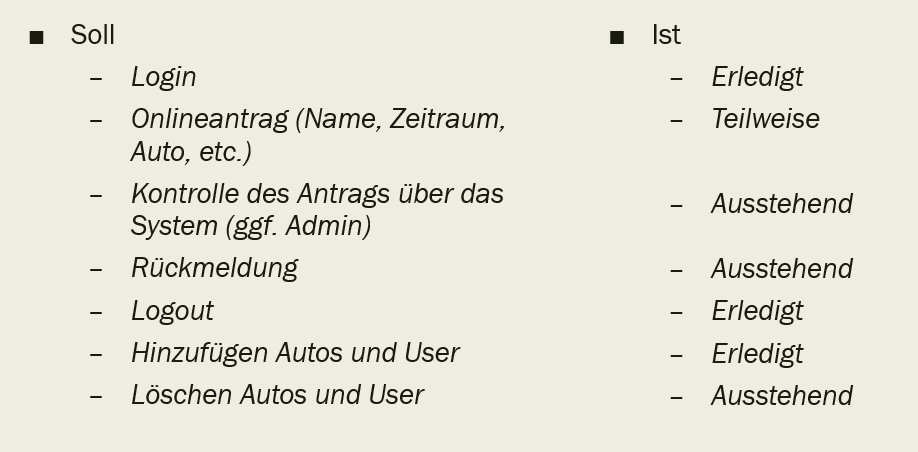 ■ Soll
– Login
– Onlineantrag (Name, Zeitraum,
Auto, etc.)
– Kontrolle des Antrags über das
System (ggf. Admin)
– Rückmeldung
– Logout
– Hinzufügen Autos und User
– Löschen Autos und User
■ Ist
– Erledigt
– Teilweise
– Ausstehend
– Ausstehend
– Erledigt
– Erledigt
– Ausstehend